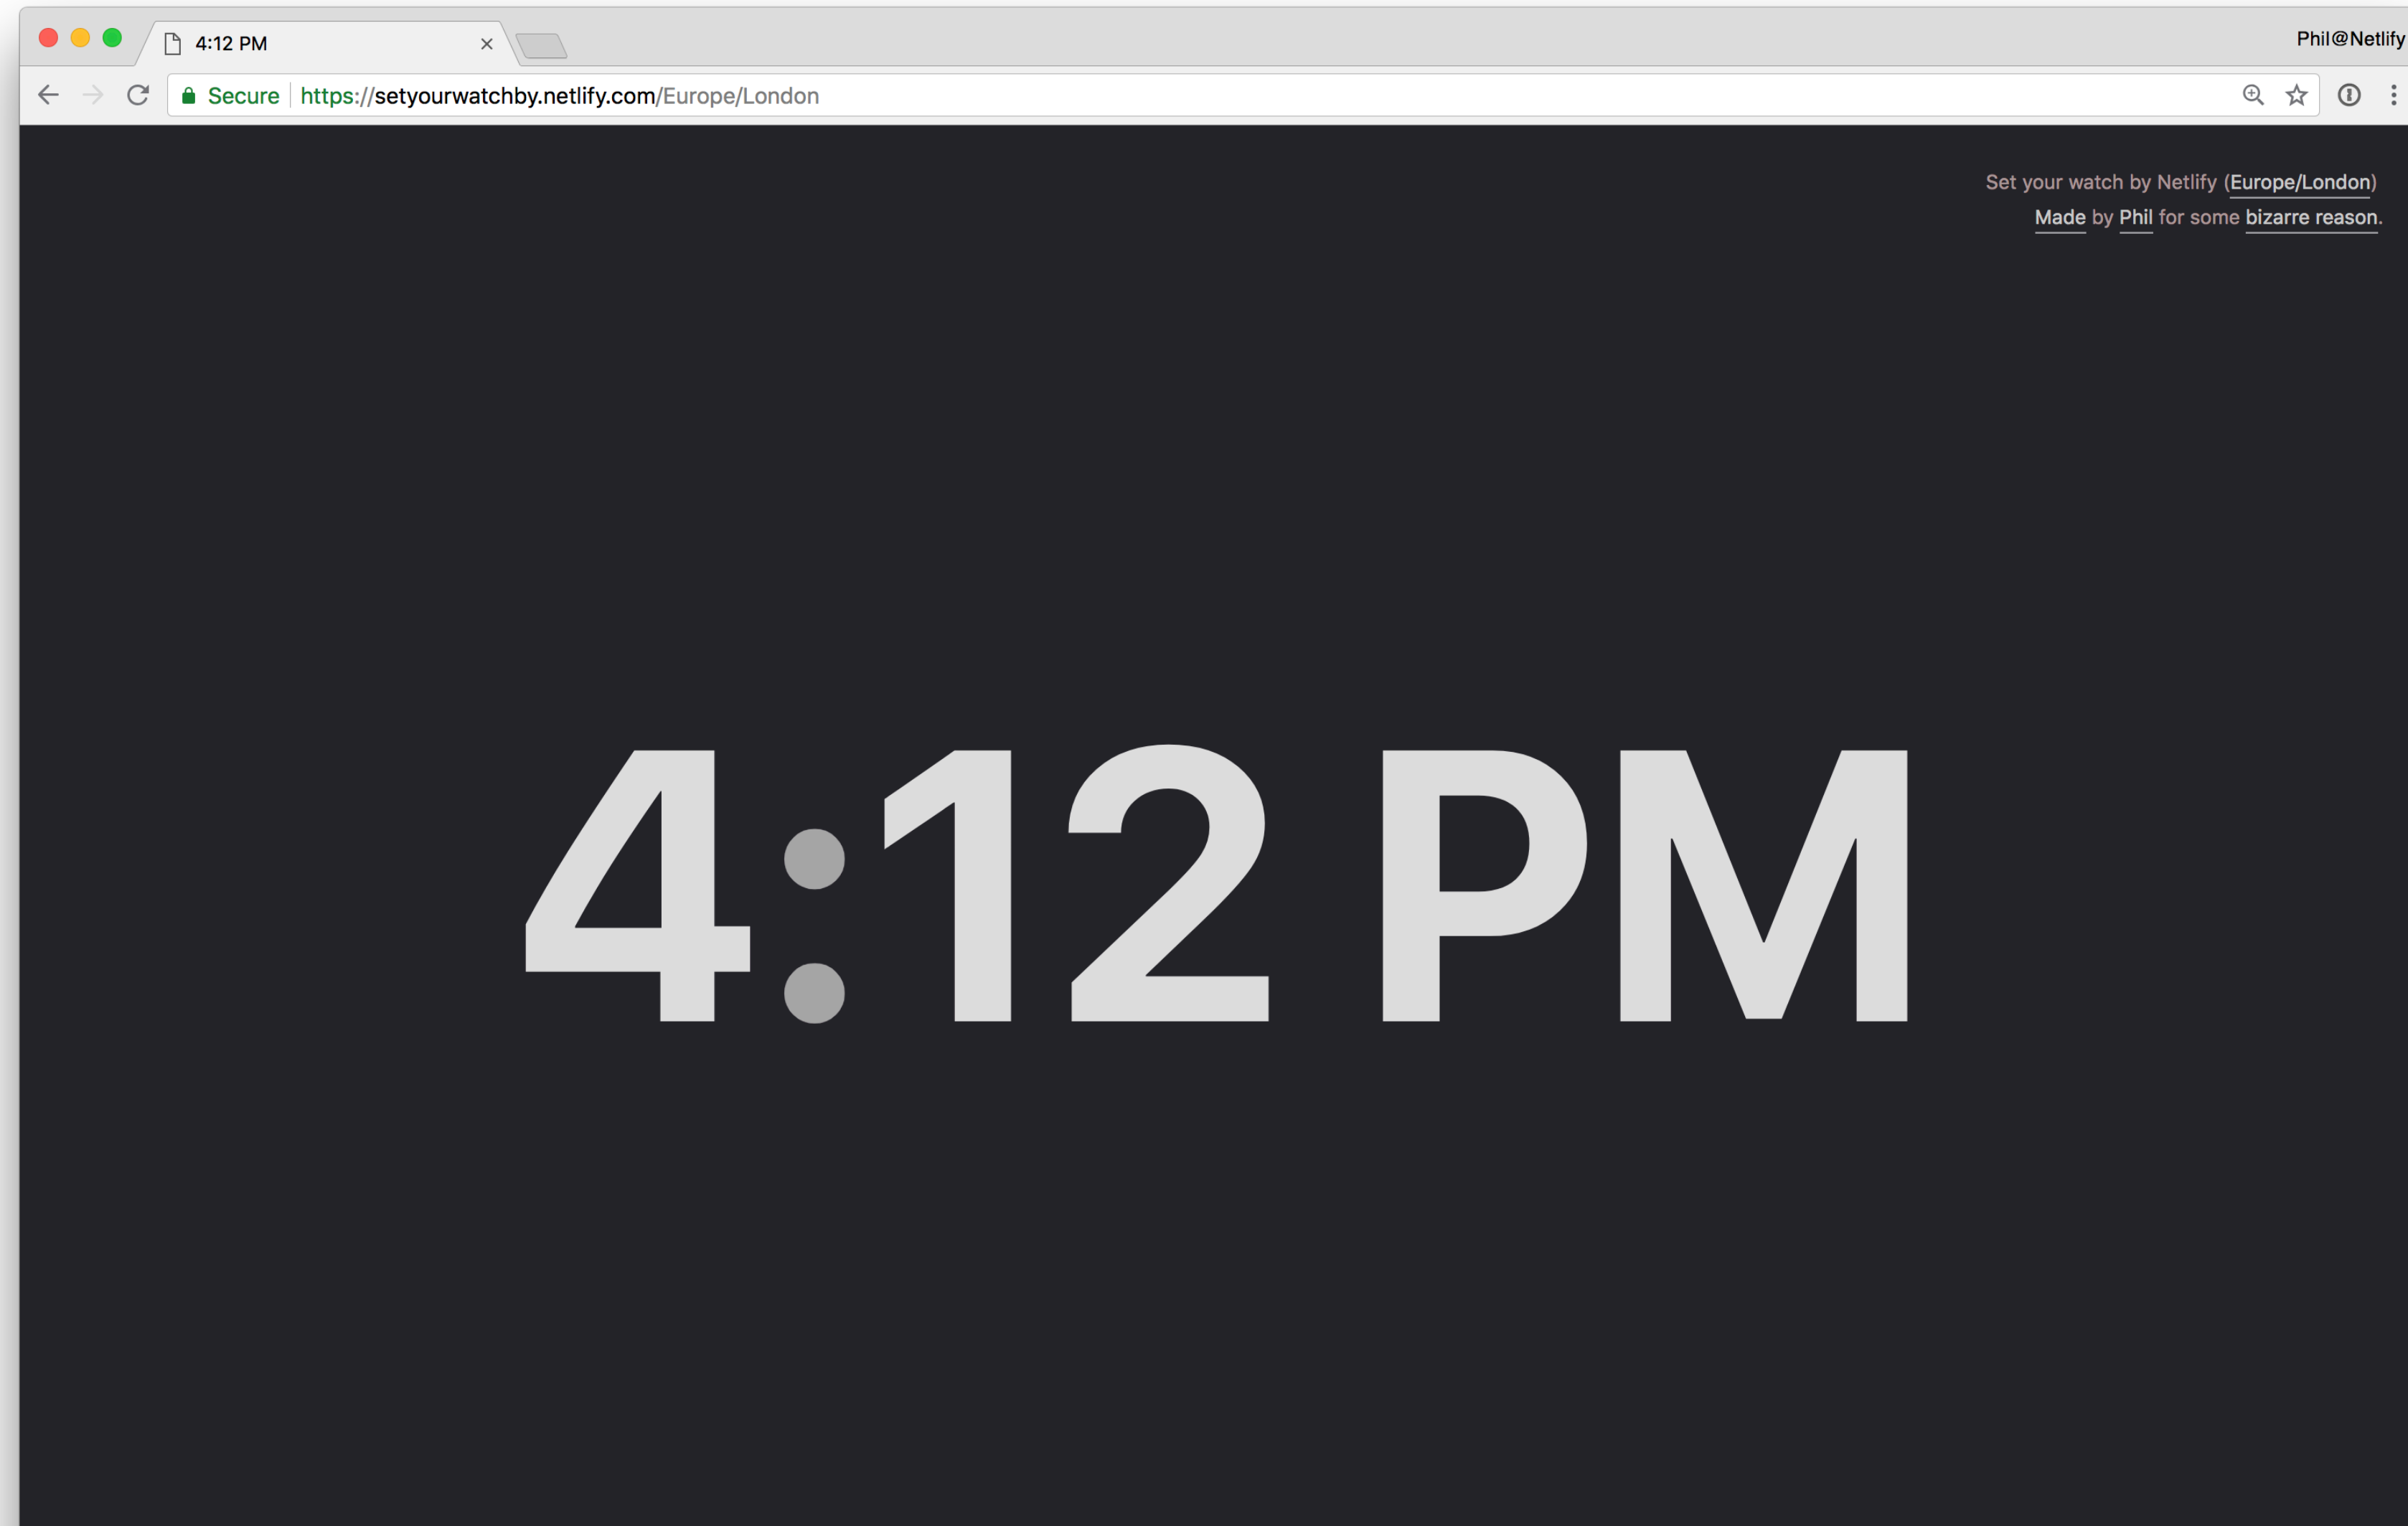 4:12 PM
Phil@Netlify
Secure https://setyourwatchby.netlify.com/Europe/London
Set your watch by Netlify (Europe/London)
Made by Phil for some bizarre reason.
4:12 PM